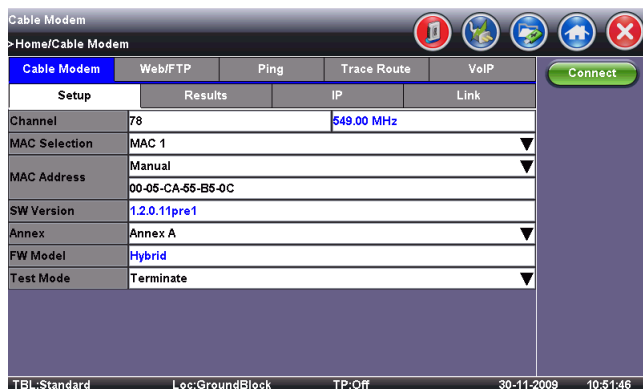 Cable Modem
>Home/Cable Modem
Cable Modem Web/FTP Ping Trace Route VoIP
Connect
Setup Results IP Link
Channel 78 549.00 MHz
MAC Selection MAC 1
MAC Address Manual
00-05-CA-55-B5-0C
SW Version 1.2.0.11pre1
Annex Annex A
FW Model Hybrid
Test Mode Terminate
TBL:Standard Loc:GroundBlock TP:Off 30-11-2009 10:51:46